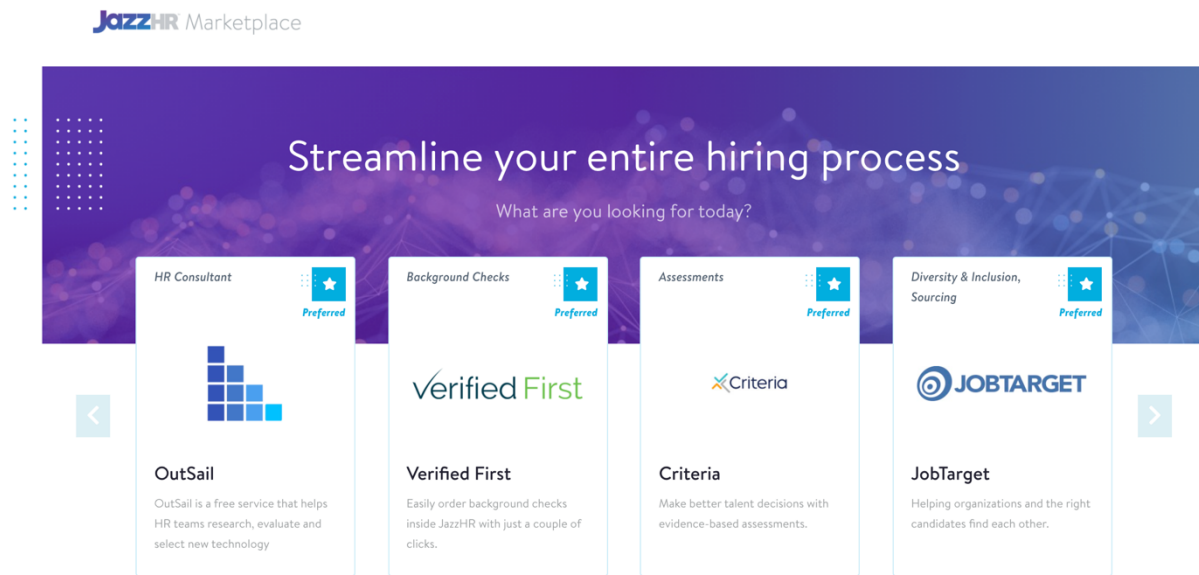 JazzHR Marketplace
Streamline your entire hiring process
What are you looking for today?
HR Consultant
Preferred
OutSail
OutSail is a free service that helps
HR teams research, evaluate and
select new technology
Background Checks
Preferred
Verified First
Verified First
Easily order background checks
inside JazzHR with just a couple of
clicks.
Assessments
Preferred
Criteria
Criteria
Make better talent decisions with
evidence-based assessments.
Diversity & Inclusion,
Sourcing
Preferred
JOBTARGET
JobTarget
Helping organizations and the right
candidates find each other.